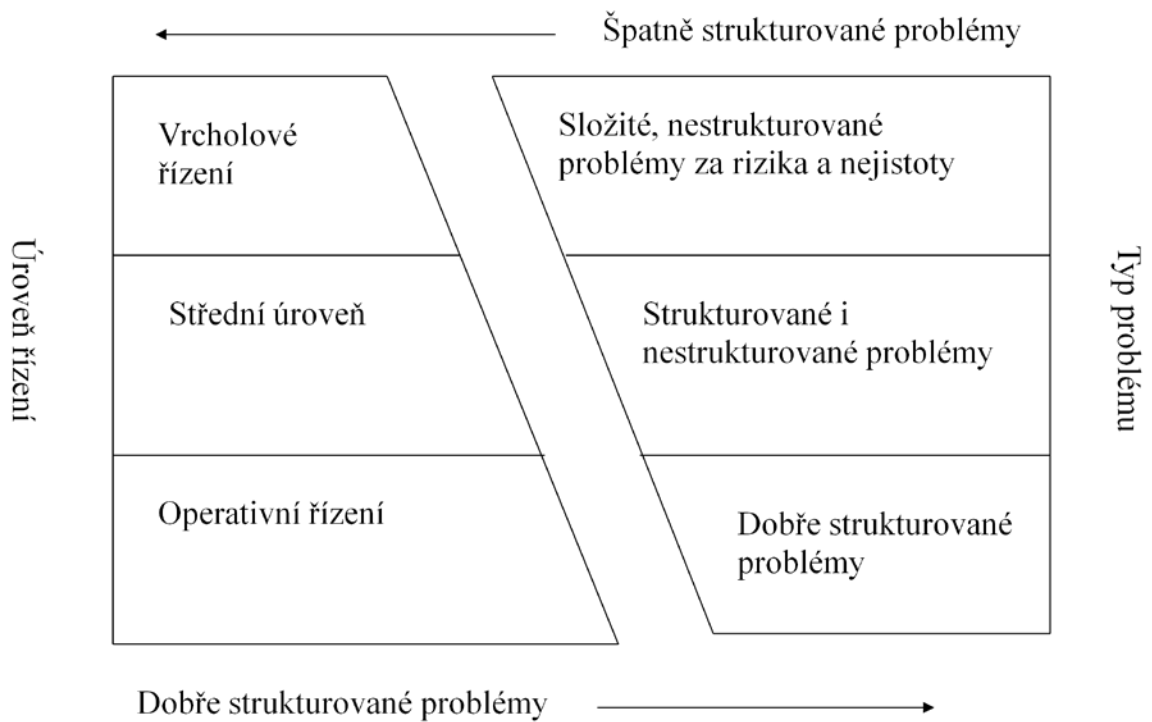 Špatně strukturované problémy
Vrcholové
řízení
Složité, nestrukturované
problémy za rizika a nejistoty
Úroveň řízení
Střední úroveň
Strukturované i
nestrukturované problémy
Typ problému
Operativní řízení
Dobře strukturované
problémy
Dobře strukturované problémy